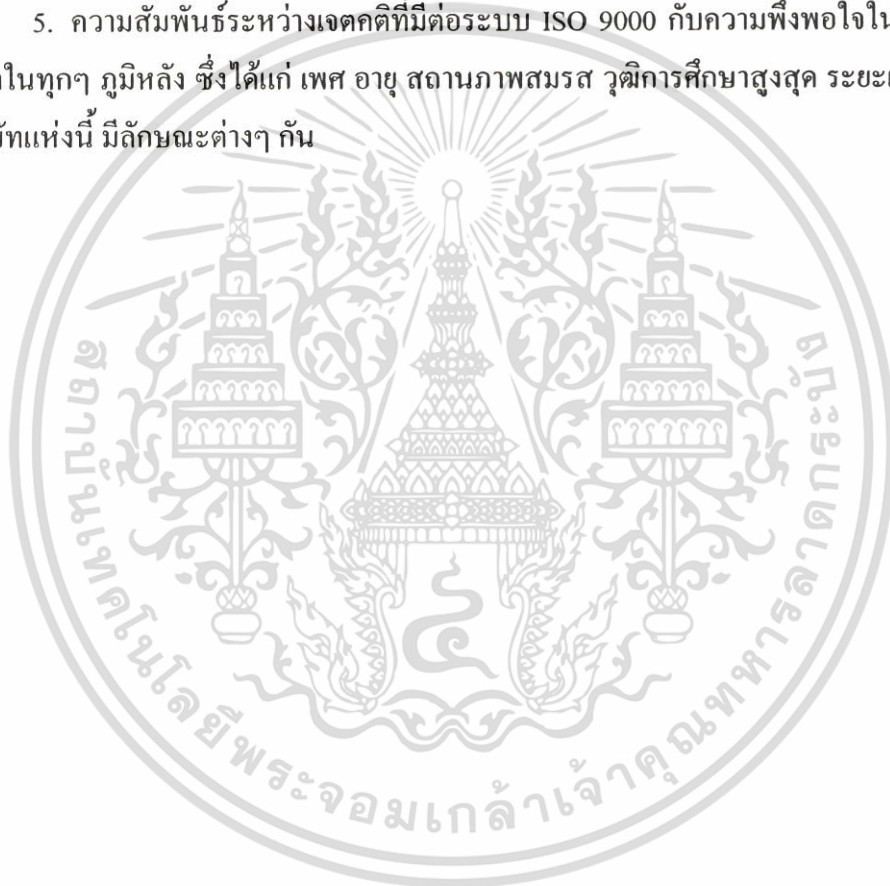 5. ความสัมพันธ์ระหว่างเจตคติที่มีต่อระบบ ISO 9000 กับความพึงพอใจใน
ในทุกๆ ภูมิหลัง ซึ่งได้แก่ เพศ อายุ สถานภาพสมรส วุฒิการศึกษาสูงสุด
ัทแห่งนี้ มีลักษณะต่างๆ กัน
สถาบันเทคโนโลยีพระจอมเกล้าเจ้าคุณทหารลาดกระบัง
๔